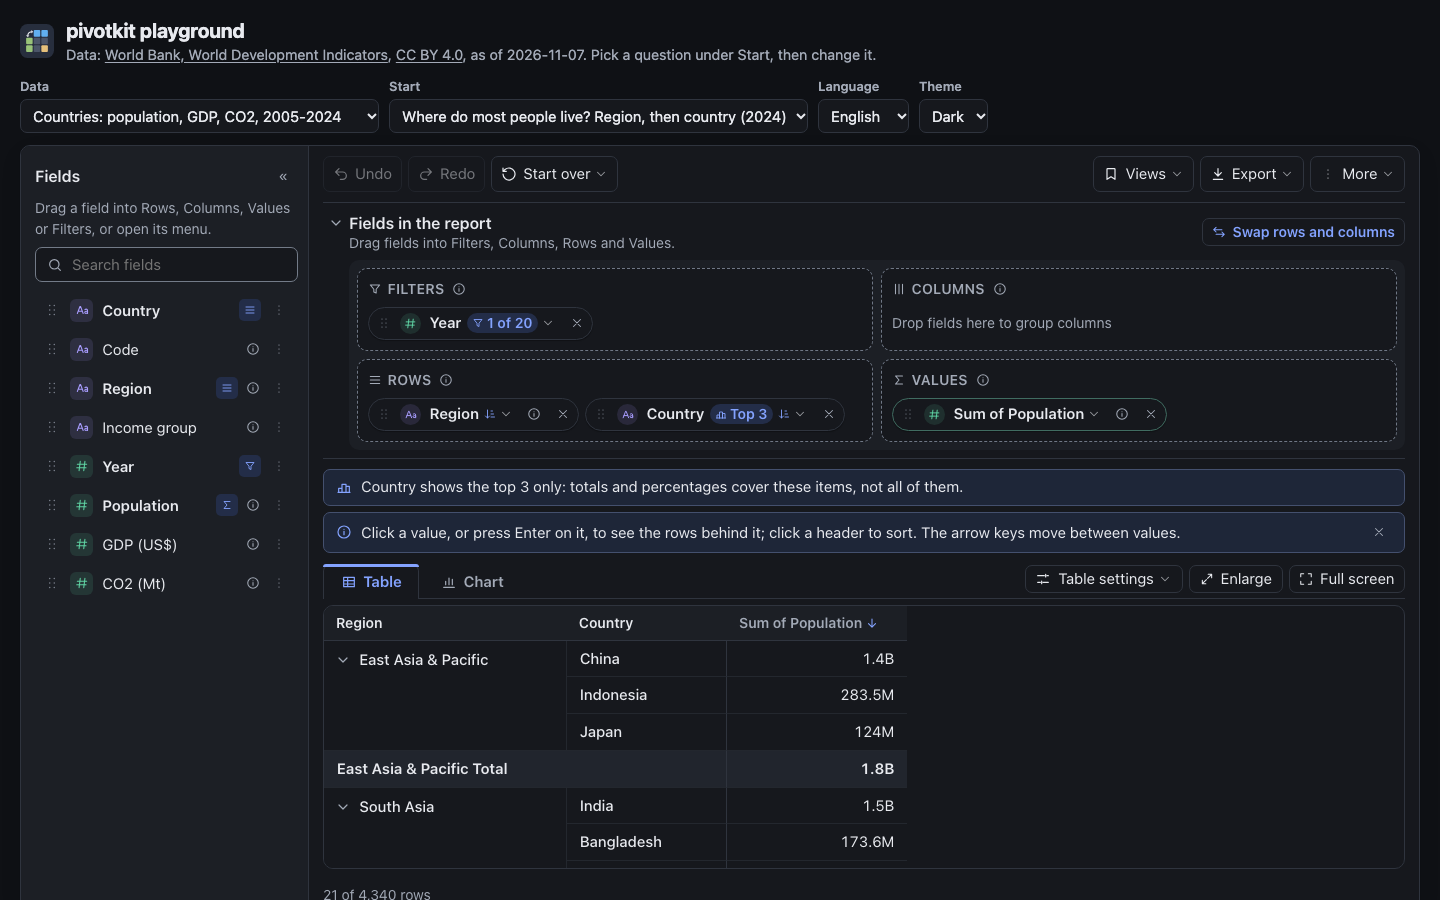 pivotkit playground
Data: World Bank, World Development Indicators, CC BY 4.0, as of 2026-11-07. Pick a question under Start, then change it.
Data
Start
Language
Theme
Countries: population, GDP, CO2, 2005-2024
Where do most people live? Region, then country (2024)
English
Dark
Fields
«
Drag a field into Rows, Columns, Values
or Filters, or open its menu.
Search fields
Aa Country
Aa Code
Aa Region
Aa Income group
# Year
# Population Σ
# GDP (US$)
# CO2 (Mt)
Undo
Redo
Start over
Views
Export
More
Fields in the report
Drag fields into Filters, Columns, Rows and Values.
Swap rows and columns
FILTERS
# Year 1 of 20
COLUMNS
Drop fields here to group columns
ROWS
Aa Region
Aa Country Top 3
Σ VALUES
# Sum of Population
Country shows the top 3 only: totals and percentages cover these items, not all of them.
Click a value, or press Enter on it, to see the rows behind it; click a header to sort. The arrow keys move between values.
Table
Chart
Table settings
Enlarge
Full screen
Region Country Sum of Population ↓
East Asia & Pacific China 1.4B
Indonesia 283.5M
Japan 124M
East Asia & Pacific Total 1.8B
South Asia India 1.5B
Bangladesh 173.6M
21 of 4,340 rows